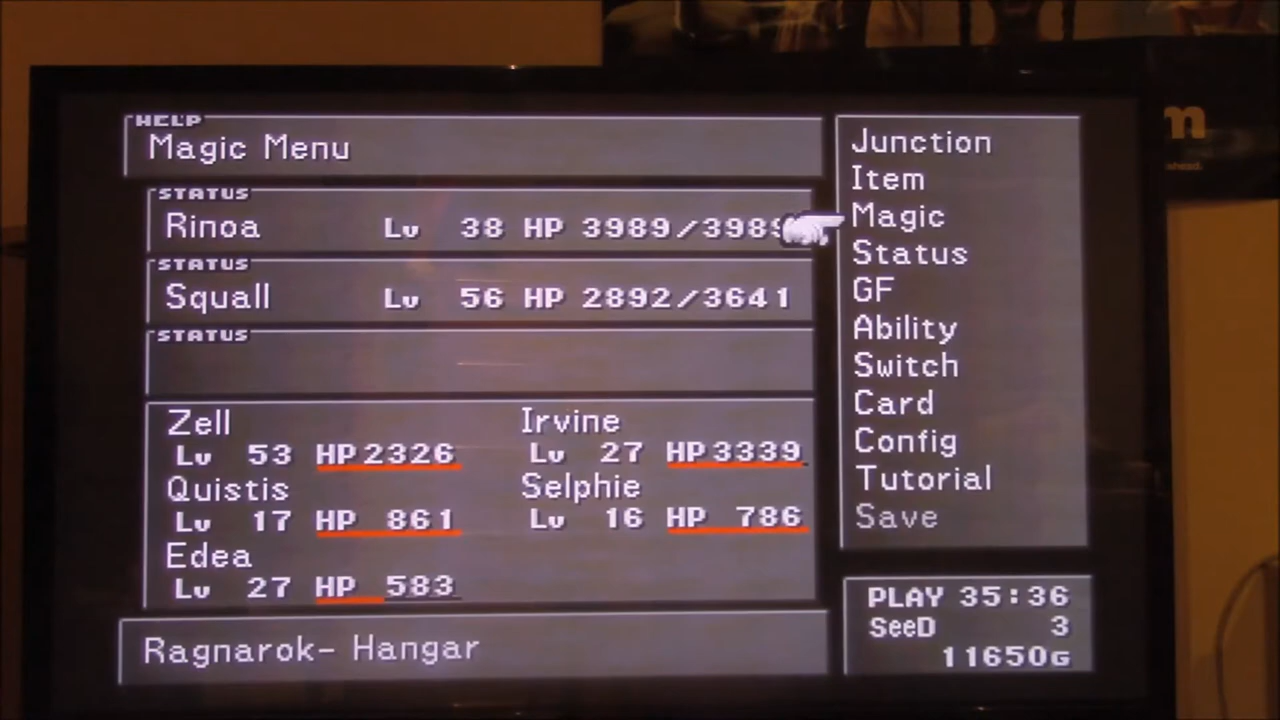 HELP
Magic Menu
STATUS
Rinoa Lv 38 HP 3989/3989
STATUS
Squall Lv 56 HP 2892/3641
STATUS
Zell Irvine
Lv 53 HP 2326 Lv 27 HP 3339
Quistis Selphie
Lv 17 HP 861 Lv 16 HP 786
Edea
Lv 27 HP 583
Ragnarok- Hangar
Junction
Item
Magic
Status
GF
Ability
Switch
Card
Config
Tutorial
Save
PLAY 35:36
SeeD 3
11650G
m
ahead.